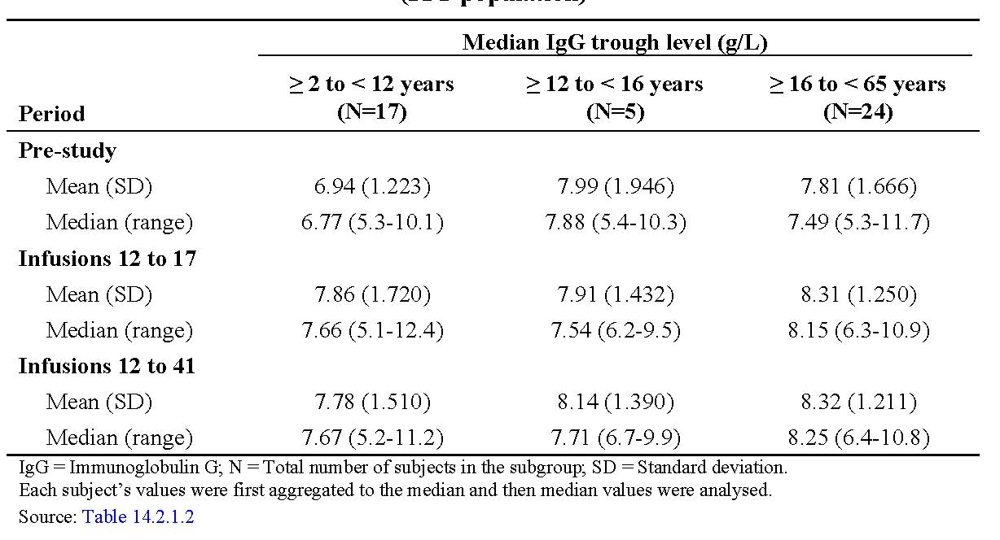 Median IgG trough level (g/L)
≥ 2 to < 12 years ≥ 12 to < 16 years ≥ 16 to < 65 years
Period (N=17) (N=5) (N=24)
Pre-study
Mean (SD) 6.94 (1.223) 7.99 (1.946) 7.81 (1.666)
Median (range) 6.77 (5.3-10.1) 7.88 (5.4-10.3) 7.49 (5.3-11.7)
Infusions 12 to 17
Mean (SD) 7.86 (1.720) 7.91 (1.432) 8.31 (1.250)
Median (range) 7.66 (5.1-12.4) 7.54 (6.2-9.5) 8.15 (6.3-10.9)
Infusions 12 to 41
Mean (SD) 7.78 (1.510) 8.14 (1.390) 8.32 (1.211)
Median (range) 7.67 (5.2-11.2) 7.71 (6.7-9.9) 8.25 (6.4-10.8)
IgG = Immunoglobulin G; N = Total number of subjects in the subgroup; SD = Standard deviation.
Each subject's values were first aggregated to the median and then median values were analysed.
Source: Table 14.2.1.2